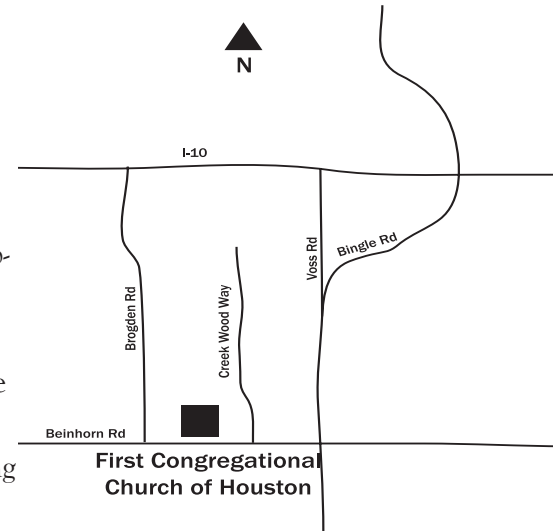 N
I-10
Bingle Rd
Voss Rd
Creek Wood Way
Brogden Rd
Beinhorn Rd
First Congregational
Church of Houston